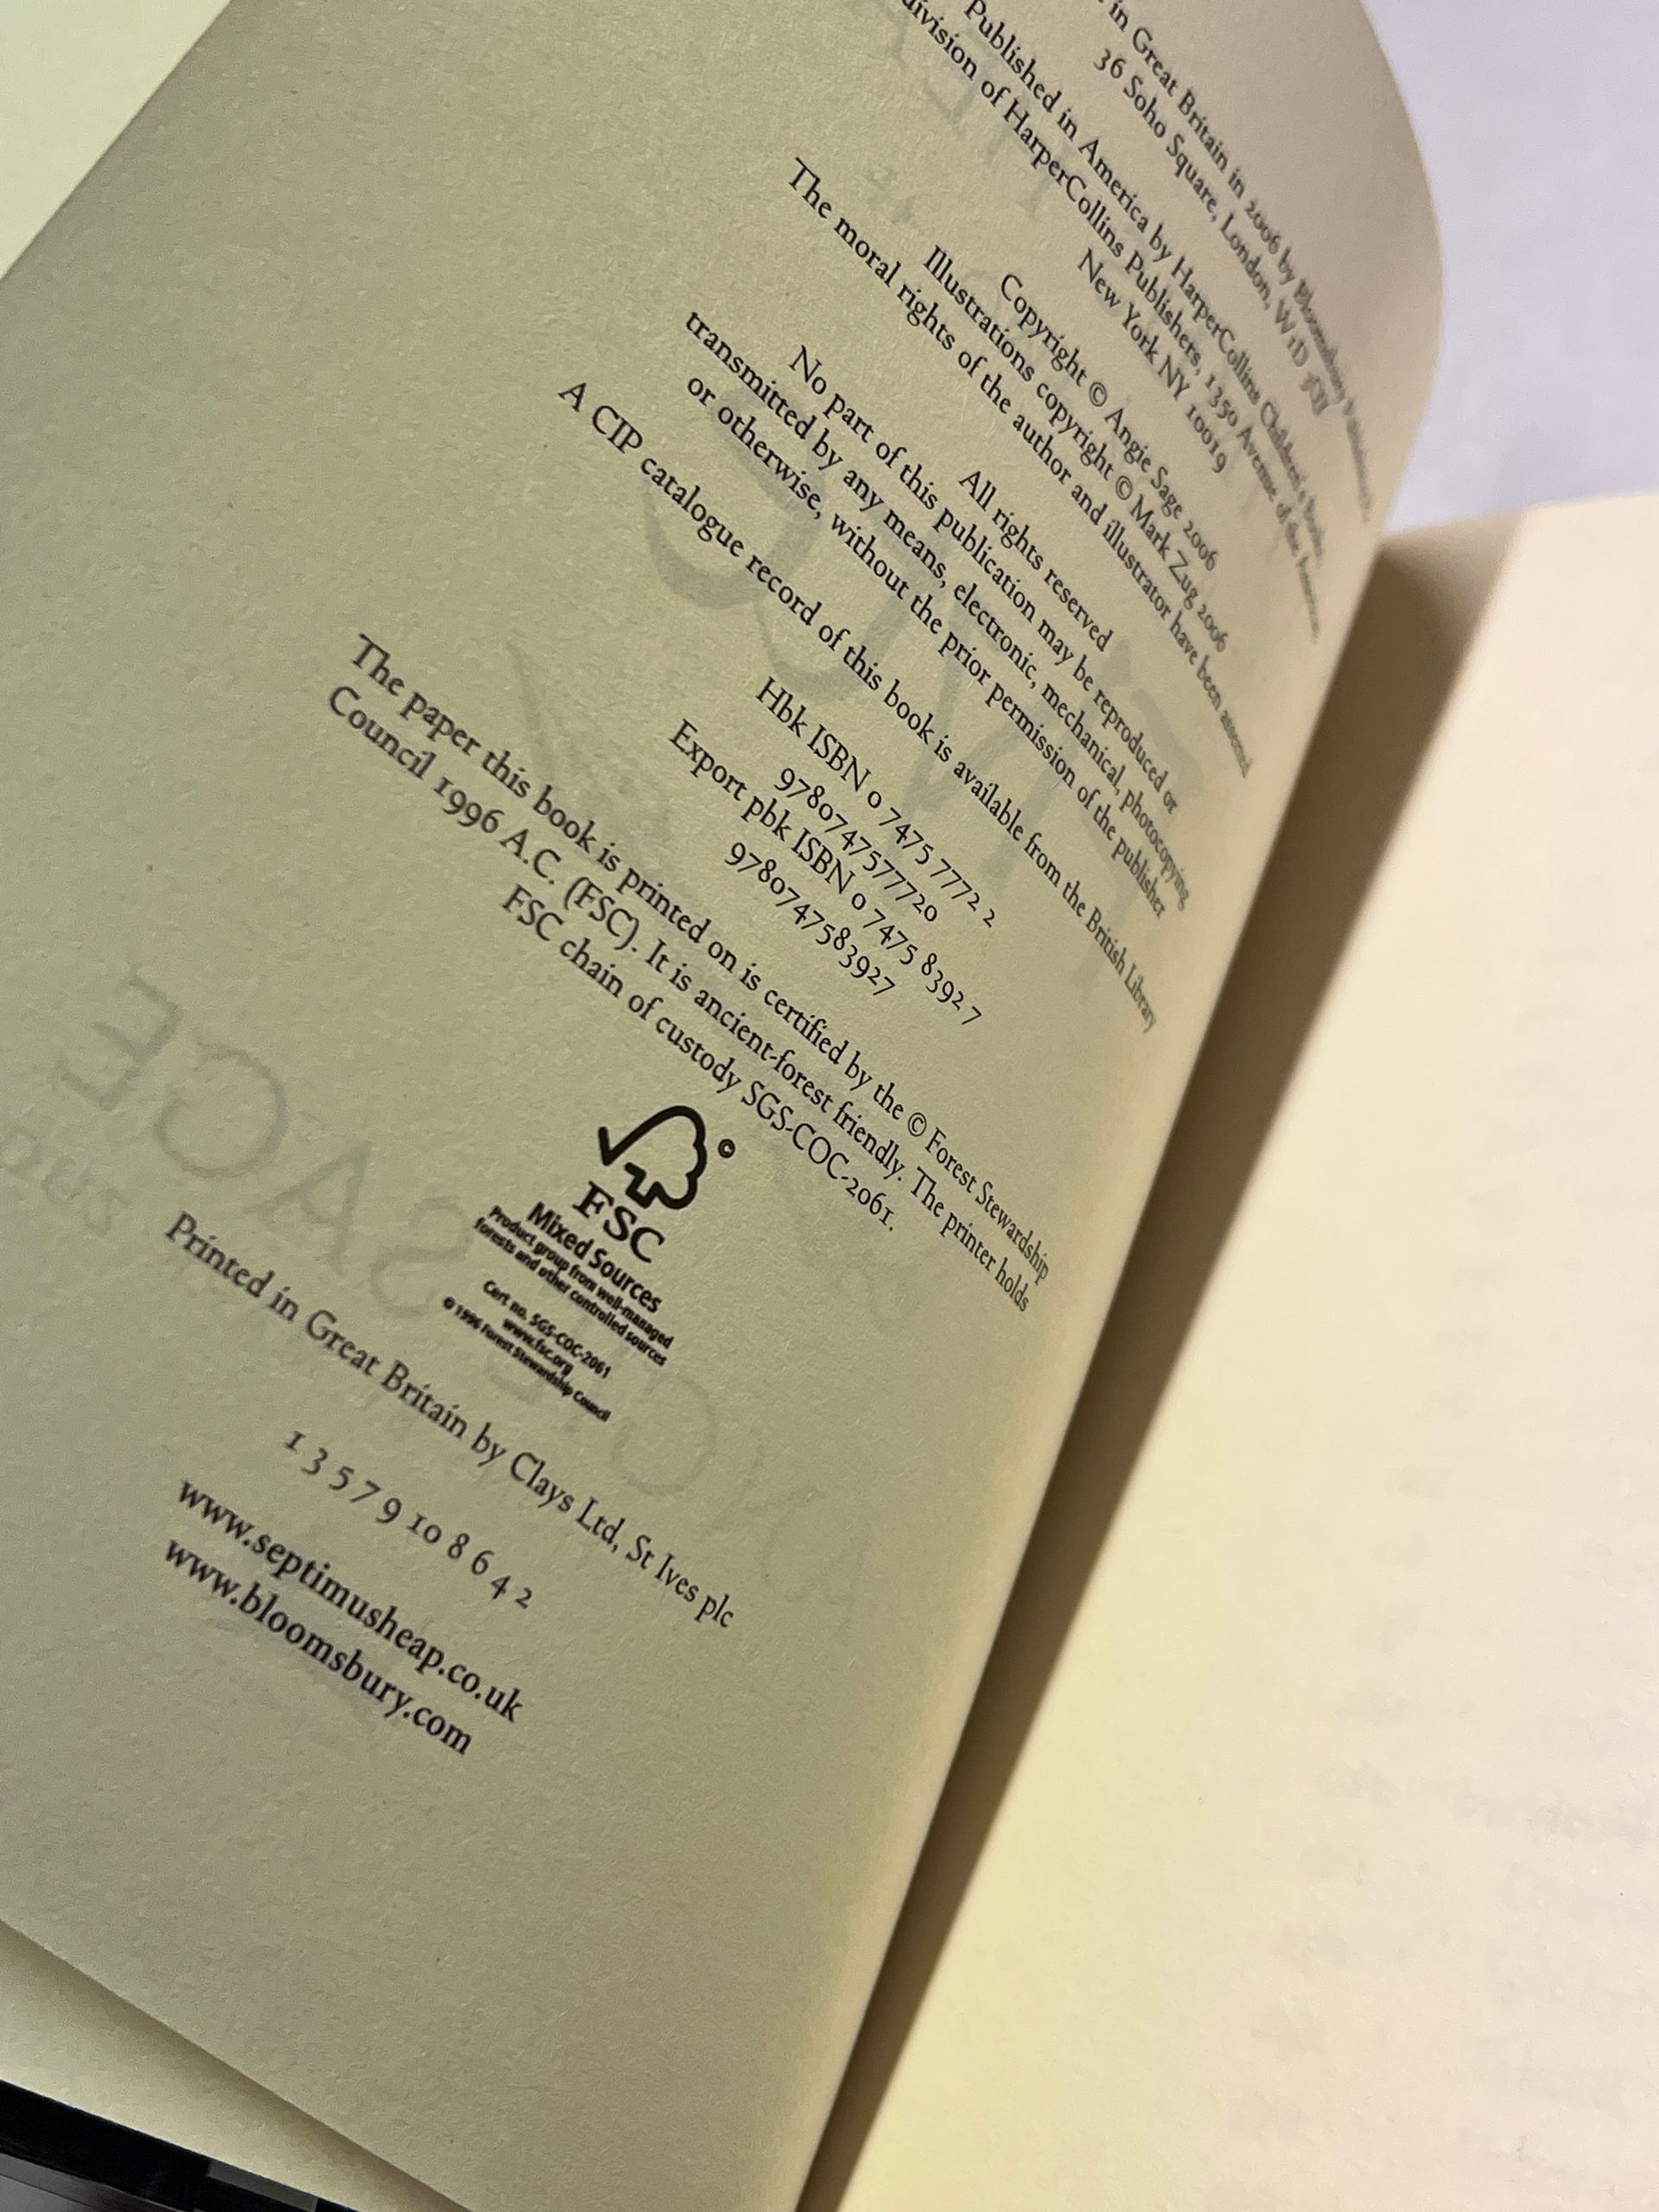 in Great Britain in 2006 by Bloomsbury
36 Soho Square, London, W1D
Published in America by HarperCollins Children's Books,
division of HarperCollins Publishers, 1350 Avenue of the Americas
New York NY 10019
Copyright © Angie Sage 2006
Illustrations copyright © Mark Zug 2006
The moral rights of the author and illustrator have been asserted
All rights reserved
No part of this publication may be reproduced or
transmitted by any means, electronic, mechanical, photocopying
or otherwise, without the prior permission of the publisher
A CIP catalogue record of this book is available from the British Library
Hbk ISBN 0 7475 7772 2
9780747577720
Export pbk ISBN 0 7475 8392 7
9780747583927
The paper this book is printed on is certified by the © Forest Stewardship
Council 1996 A.C. (FSC). It is ancient-forest friendly. The printer holds
FSC chain of custody SGS-COC-2061.
©
FSC
Mixed Sources
Product group from well-managed
forests and other controlled sources
Cert no. SGS-COC-2061
www.fsc.org
© 1996 Forest Stewardship Council
Printed in Great Britain by Clays Ltd, St Ives plc
1 3 5 7 9 10 8 6 4 2
www.septimusheap.co.uk
www.bloomsbury.com